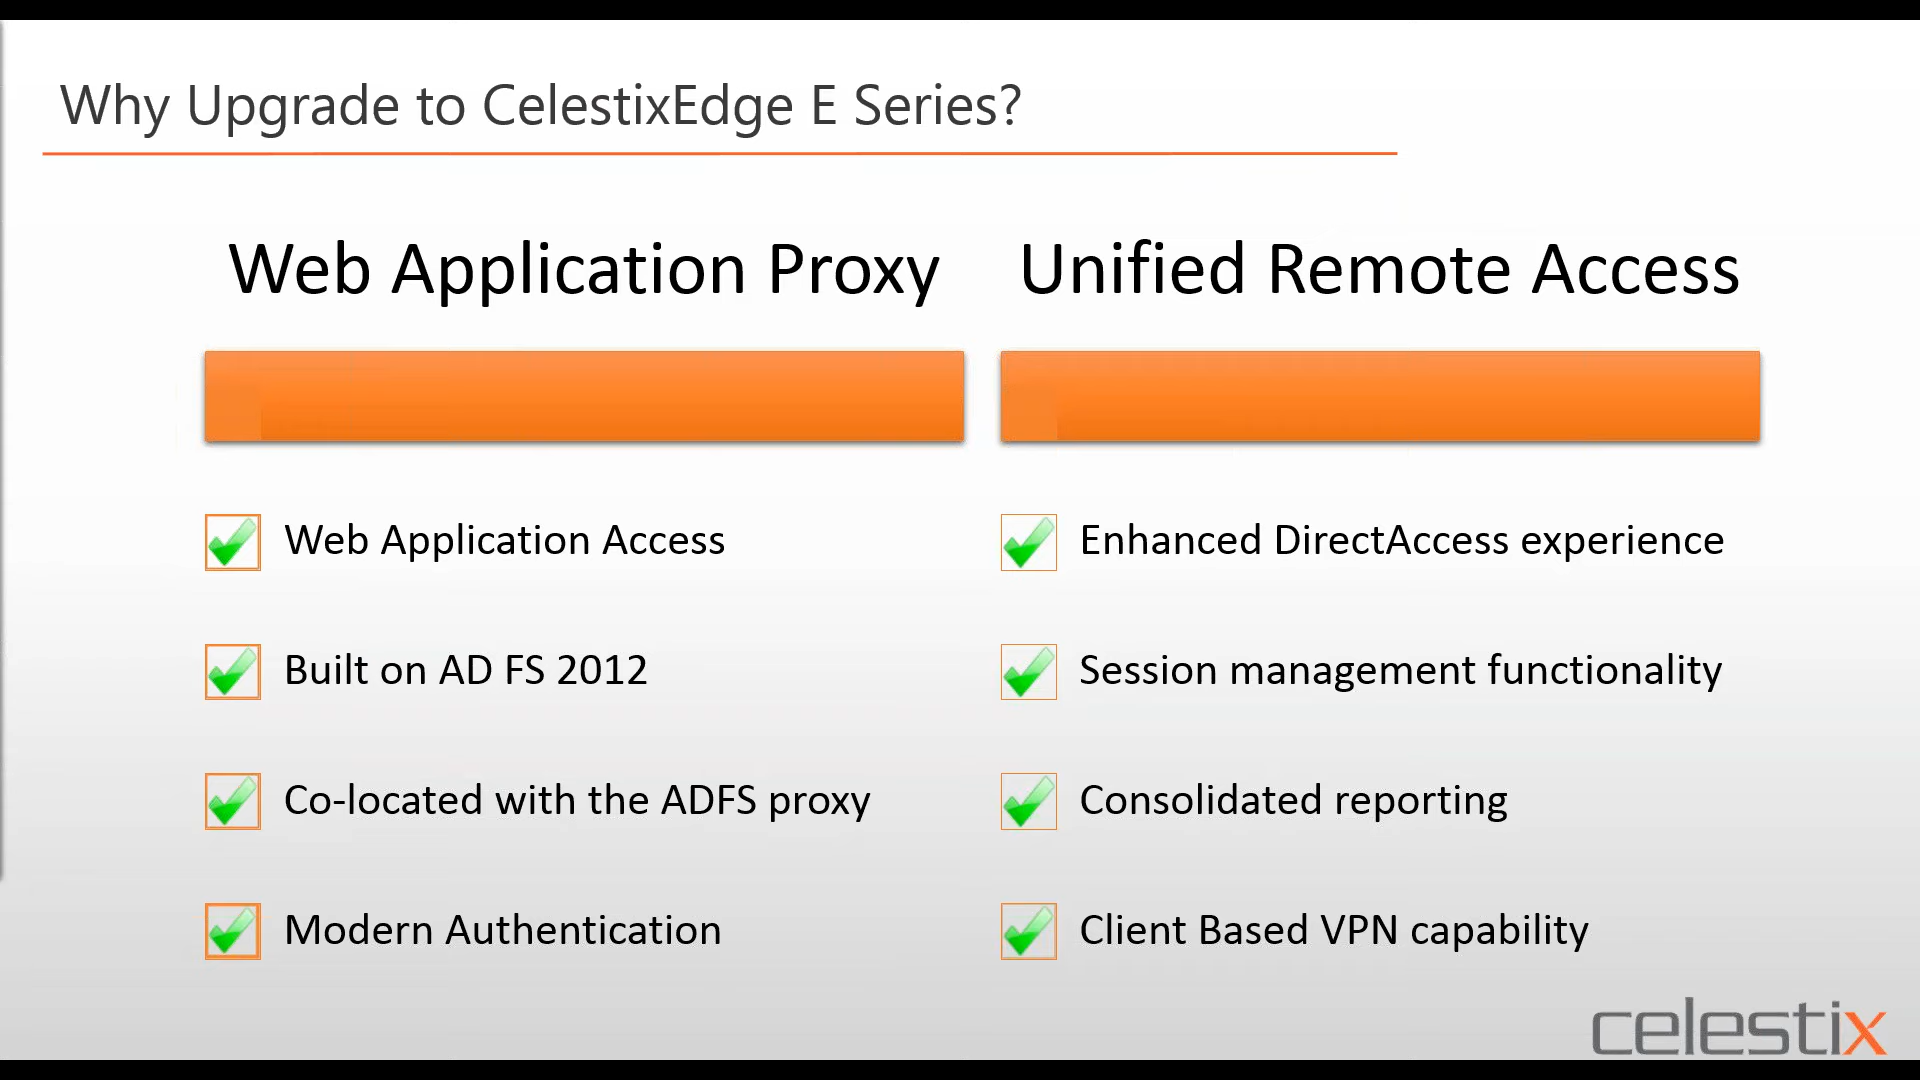 Why Upgrade to CelestixEdge E Series?
Web Application Proxy
Web Application Access
Built on AD FS 2012
Co-located with the ADFS proxy
Modern Authentication
Unified Remote Access
Enhanced DirectAccess experience
Session management functionality
Consolidated reporting
Client Based VPN capability
celestix